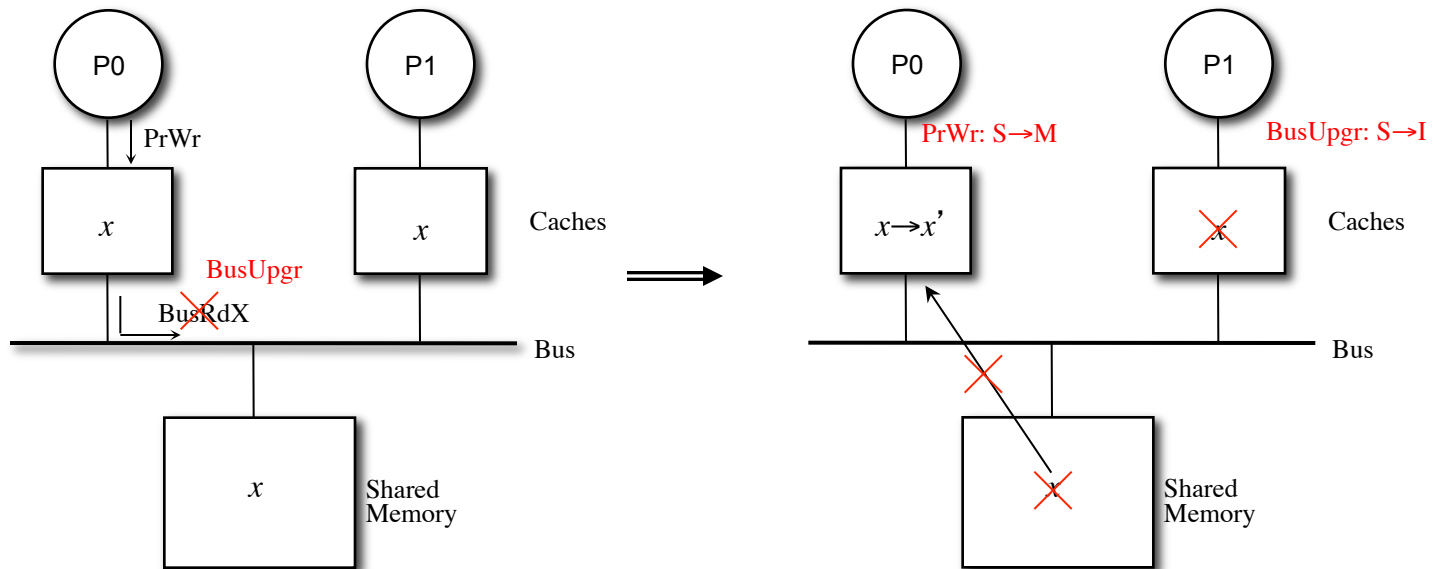 P0
P1
PrWr
x
x
Caches
BusUpgr
BusRdX
Bus
x
Shared
Memory
P0
P1
PrWr: S→M
BusUpgr: S→I
x→x’
x
Caches
Bus
x
Shared
Memory